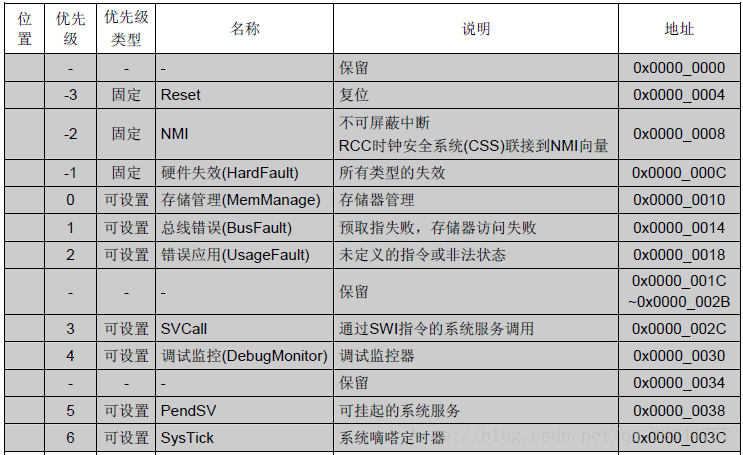 位置 优先级 优先级类型 名称 说明 地址
- - - 保留 0x0000_0000
-3 固定 Reset 复位 0x0000_0004
-2 固定 NMI 不可屏蔽中断
RCC时钟安全系统(CSS)联接到NMI向量 0x0000_0008
-1 固定 硬件失效(HardFault) 所有类型的失效 0x0000_000C
0 可设置 存储管理(MemManage) 存储器管理 0x0000_0010
1 可设置 总线错误(BusFault) 预取指失败，存储器访问失败 0x0000_0014
2 可设置 错误应用(UsageFault) 未定义的指令或非法状态 0x0000_0018
- - - 保留 0x0000_001C
~0x0000_002B
3 可设置 SVCall 通过SWI指令的系统服务调用 0x0000_002C
4 可设置 调试监控(DebugMonitor) 调试监控器 0x0000_0030
- - - 保留 0x0000_0034
5 可设置 PendSV 可挂起的系统服务 0x0000_0038
6 可设置 SysTick 系统嘀嗒定时器 0x0000_003C